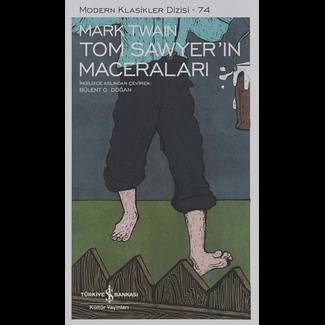 MODERN KLASİKLER DİZİSİ - 74
MARK TWAIN
TOM SAWYER'IN
MACERALARI
İNGİLİZCE ASLINDAN ÇEVİREN:
BÜLENT O. DOĞAN
TÜRKİYE İŞ BANKASI
Kültür Yayınları